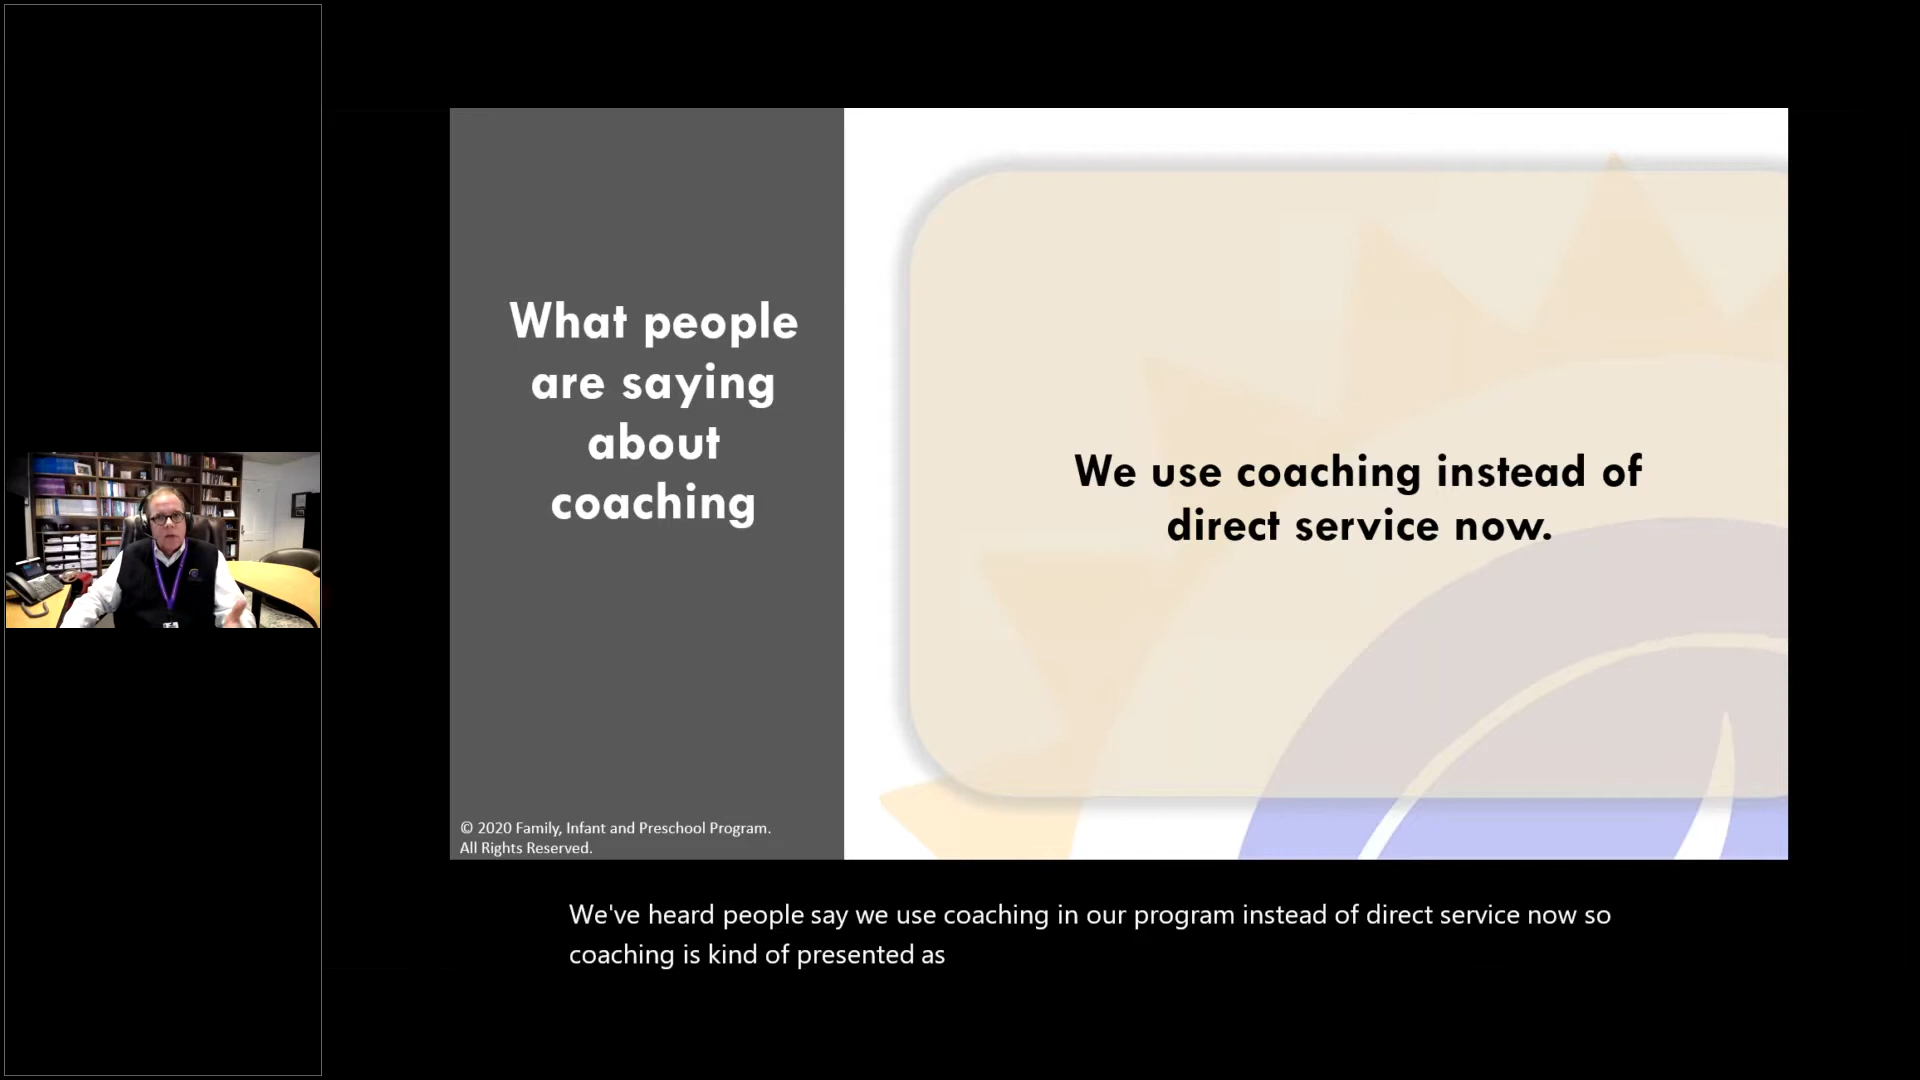 What people
are saying
about
coaching
We use coaching instead of
direct service now.
© 2020 Family, Infant and Preschool Program.
All Rights Reserved.
We've heard people say we use coaching in our program instead of direct service now so
coaching is kind of presented as